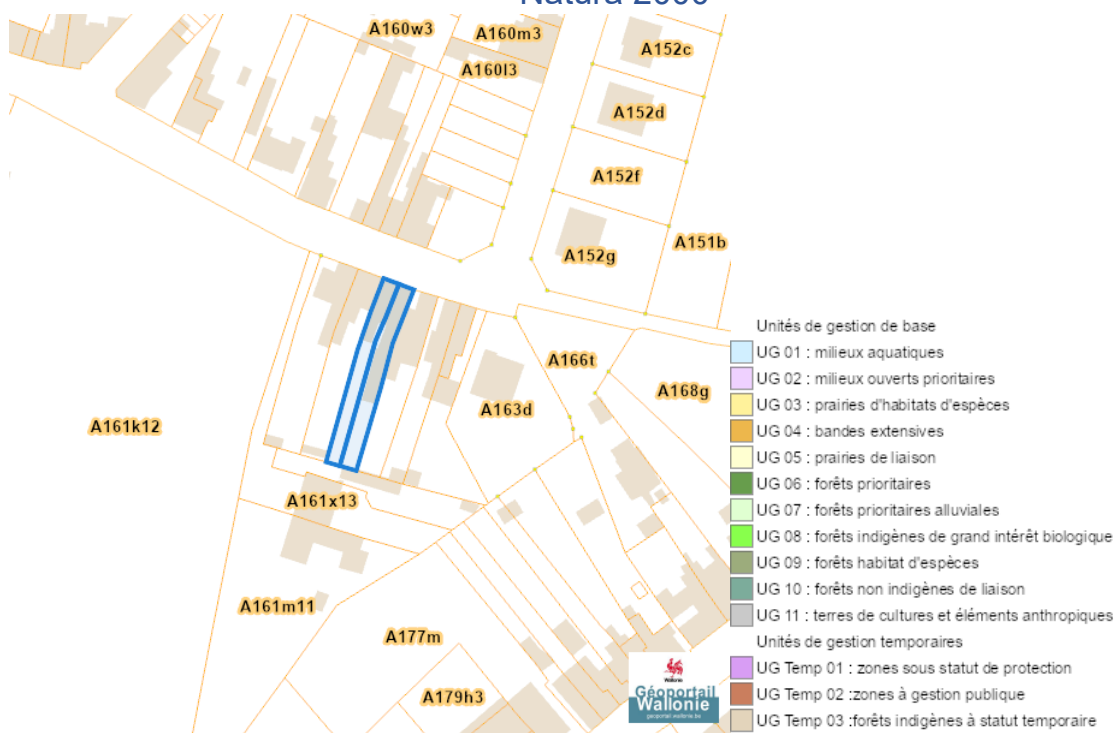 Natura 2000
A160w3
A160m3
A152c
A160l3
A152d
A152f
A151b
A152g
A166t
A168g
A163d
A161k12
A161x13
A161m11
A177m
A179h3
Unités de gestion de base
UG 01 : milieux aquatiques
UG 02 : milieux ouverts prioritaires
UG 03 : prairies d'habitats d'espèces
UG 04 : bandes extensives
UG 05 : prairies de liaison
UG 06 : forêts prioritaires
UG 07 : forêts prioritaires alluviales
UG 08 : forêts indigènes de grand intérêt biologique
UG 09 : forêts habitat d'espèces
UG 10 : forêts non indigènes de liaison
UG 11 : terres de cultures et éléments anthropiques
Unités de gestion temporaires
UG Temp 01 : zones sous statut de protection
UG Temp 02 :zones à gestion publique
UG Temp 03 :forêts indigènes à statut temporaire
Wallonie
Géoportail
Wallonie
geoportail.wallonie.be